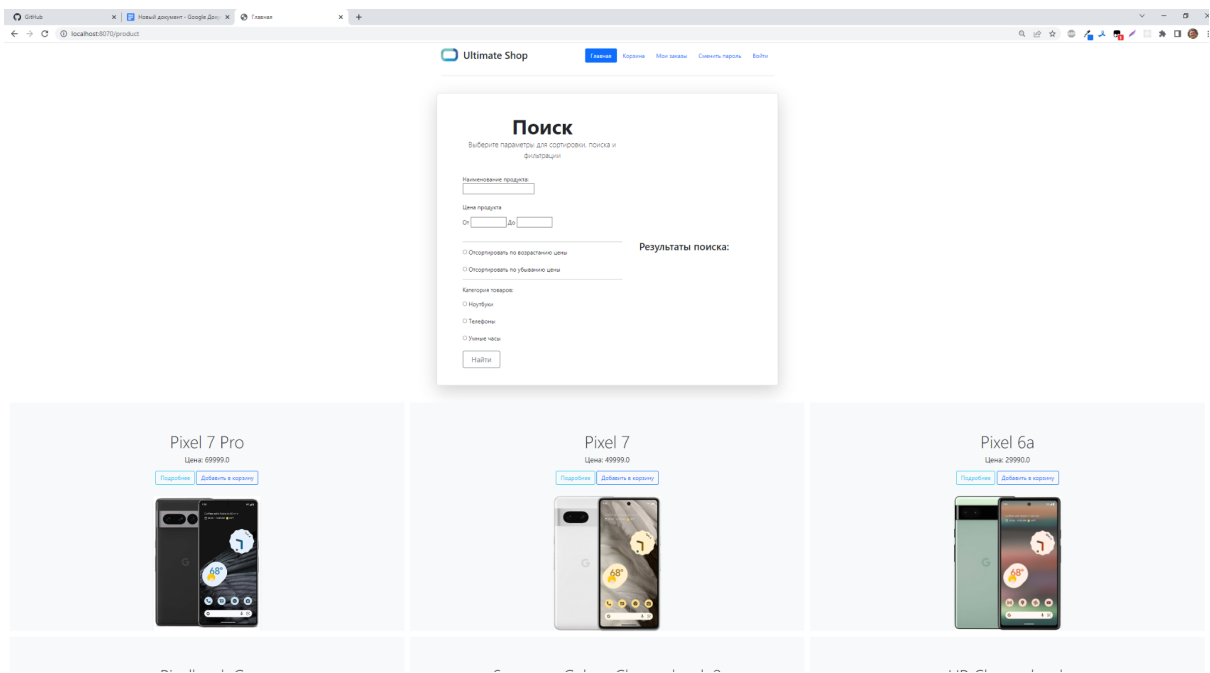 GitHub
Новый документ - Google Док
Главная
localhost:8070/product
Ultimate Shop
Главная
Корзина
Мои заказы
Сменить пароль
Войти
Поиск
Выберите параметры для сортировки, поиска и
фильтрации
Наименование продукта:
Цена продукта
От
До
Отсортировать по возрастанию цены
Отсортировать по убыванию цены
Категория товаров:
Ноутбуки
Телефоны
Умные часы
Найти
Результаты поиска:
Pixel 7 Pro
Цена: 69999.0
Подробнее
Добавить в корзину
Pixel 7
Цена: 49999.0
Подробнее
Добавить в корзину
Pixel 6a
Цена: 29990.0
Подробнее
Добавить в корзину
68°
68°
68°